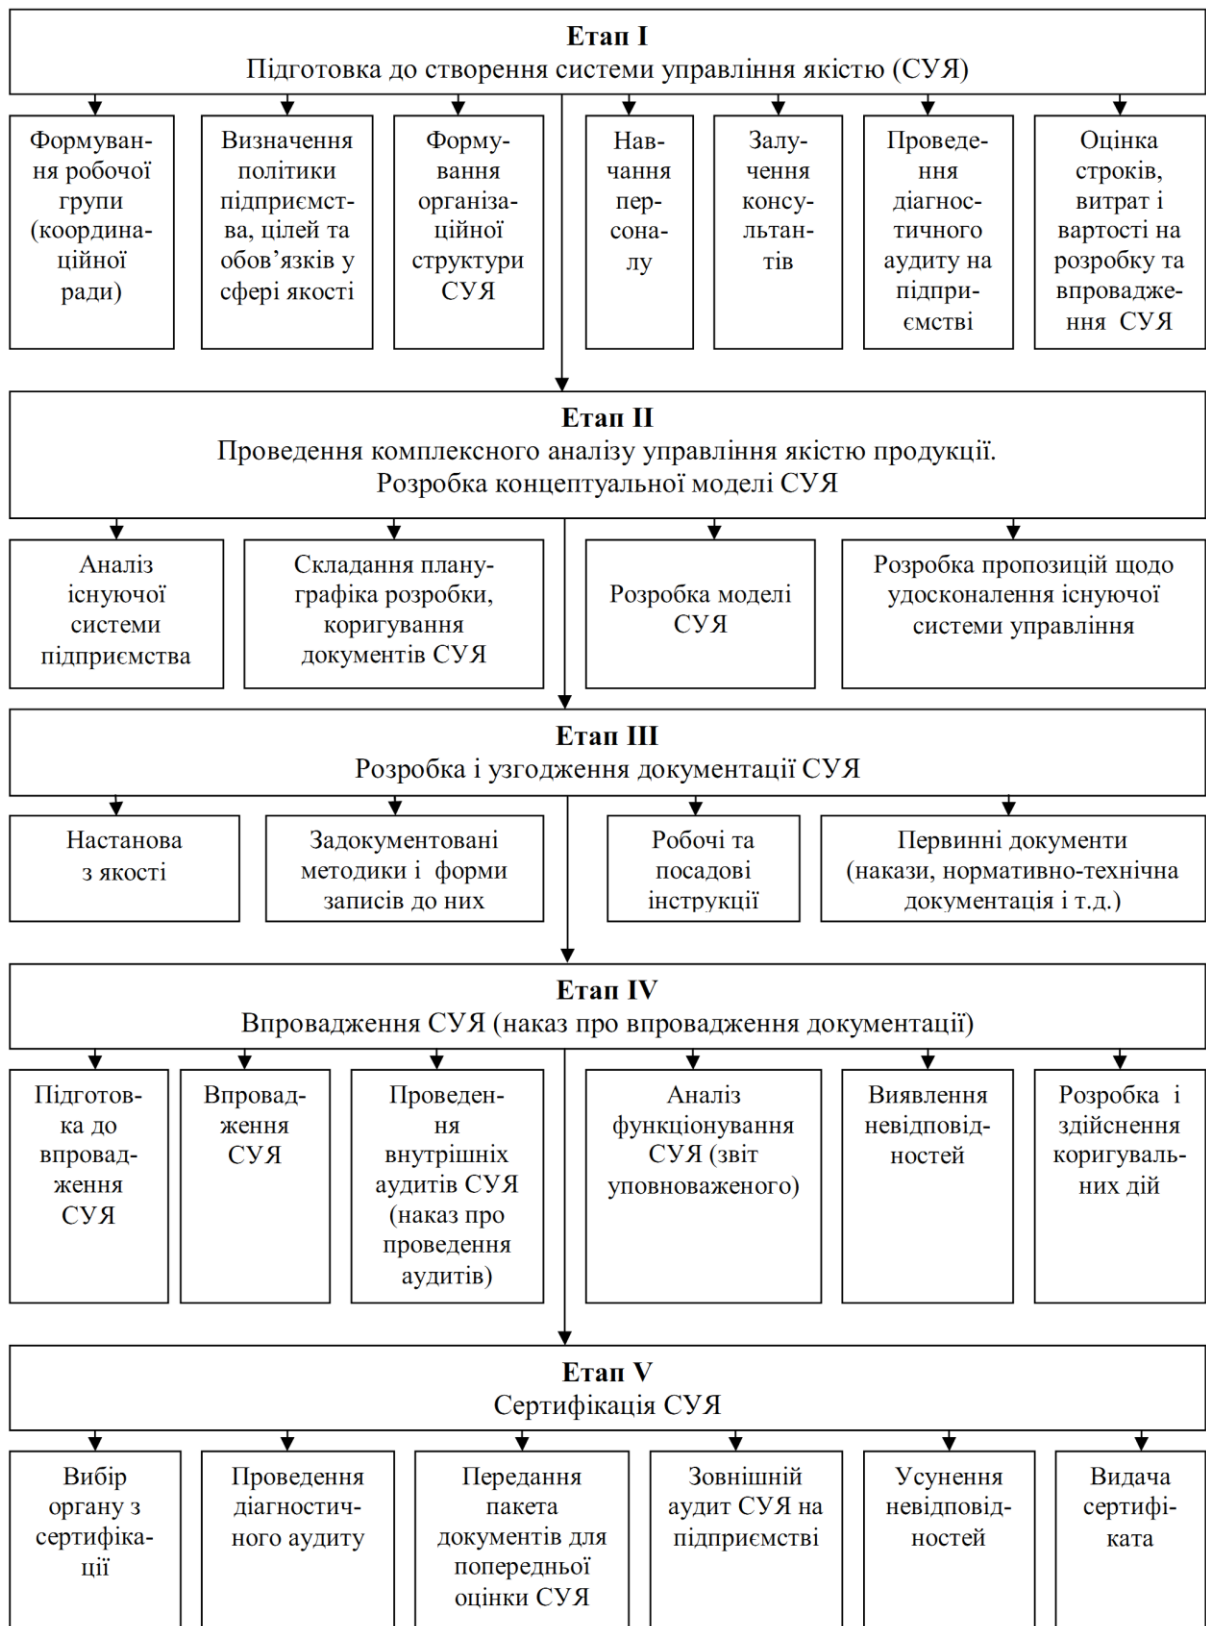 Етап I
Підготовка до створення системи управління якістю (СУЯ)
Формуван-
ня робочої
групи
(координа-
ційної
ради)
Визначення
політики
підприємст-
ва, цілей та
обов’язків у
сфері якості
Форму-
вання
організа-
ційної
структури
СУЯ
Нав-
чання
пер-
сона-
лу
Залу-
чення
консу-
льтан-
тів
Проведе-
ння
діагнос-
тичного
аудиту на
підпри-
ємстві
Оцінка
строків,
витрат і
вартості на
розробку та
впровадже-
ння СУЯ
Етап II
Проведення комплексного аналізу управління якістю продукції.
Розробка концептуальної моделі СУЯ
Аналіз
існуючої
системи
підприємства
Складання плану-
графіка розробки,
коригування
документів СУЯ
Розробка моделі
СУЯ
Розробка пропозицій щодо
удосконалення існуючої
системи управління
Етап III
Розробка і узгодження документації СУЯ
Настанова
з якості
Задокументовані
методики і форми
записів до них
Робочі та
посадові
інструкції
Первинні документи
(накази, нормативно-технічна
документація і т.д.)
Етап IV
Впровадження СУЯ (наказ про впровадження документації)
Підготов-
ка до
впровад-
ження
СУЯ
Впровад-
ження
СУЯ
Проведен-
ня
внутрішніх
аудитів СУЯ
(наказ про
проведення
аудитів)
Аналіз
функціонування
СУЯ (звіт
уповноваженого)
Виявлення
невідповід-
ностей
Розробка і
здійснення
коригуваль-
них дій
Етап V
Сертифікація СУЯ
Вибір
органу з
сертифіка-
ції
Проведення
діагностич-
ного аудиту
Передання
пакета
документів для
попередньої
оцінки СУЯ
Зовнішній
аудит СУЯ на
підприємстві
Усунення
невідповід-
ностей
Видача
сертифі-
ката